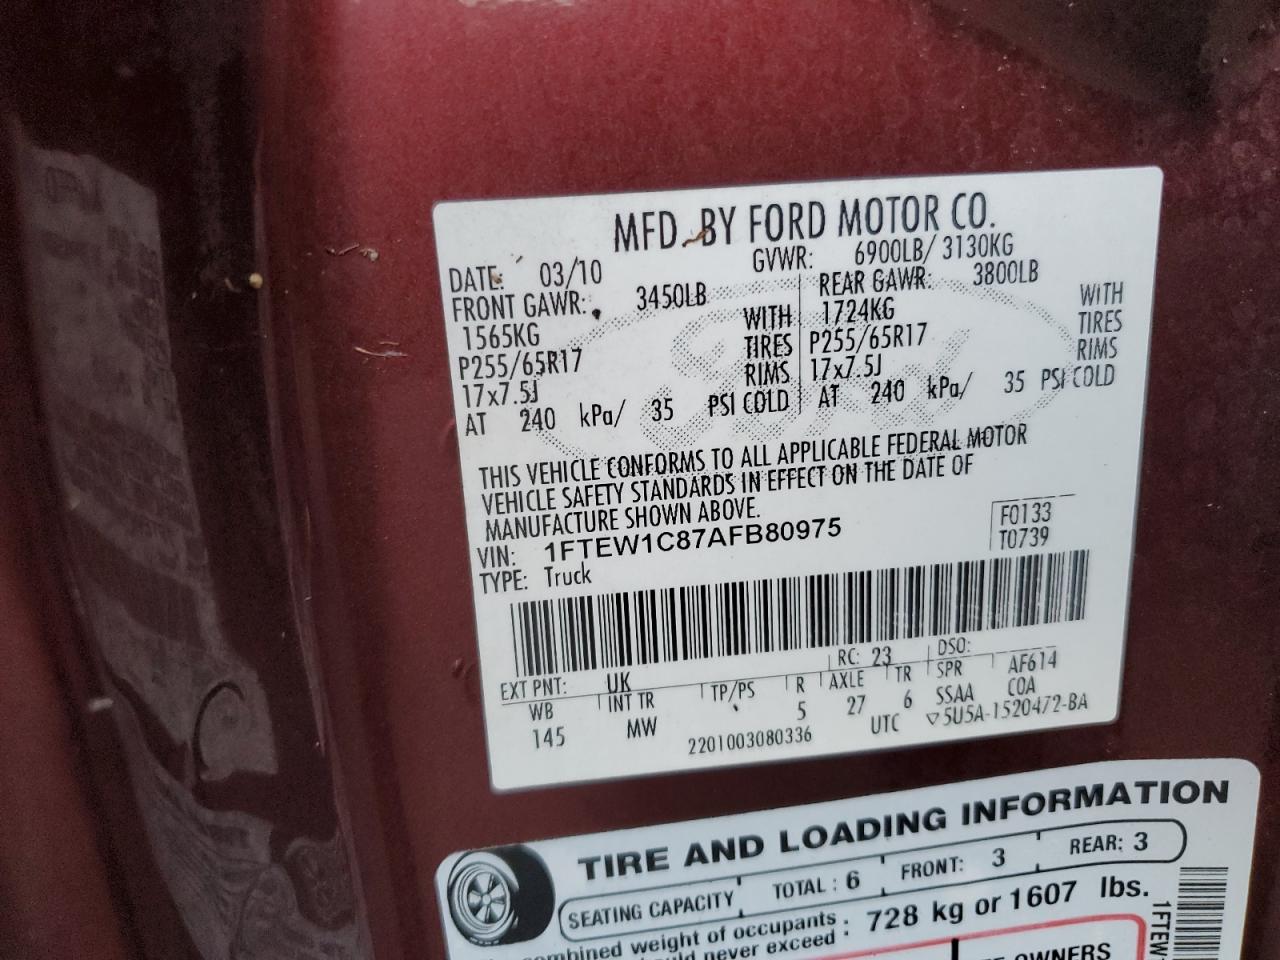 MFD. BY FORD MOTOR CO.
DATE: 03/10 GVWR: 6900LB/ 3130KG
FRONT GAWR: 3450LB REAR GAWR: 3800LB
1565KG WITH 1724KG WITH
P255/65R17 TIRES P255/65R17 TIRES
17x7.5J RIMS 17x7.5J RIMS
AT 240 kPa/ 35 PSI COLD AT 240 kPa/ 35 PSI COLD
THIS VEHICLE CONFORMS TO ALL APPLICABLE FEDERAL MOTOR
VEHICLE SAFETY STANDARDS IN EFFECT ON THE DATE OF
MANUFACTURE SHOWN ABOVE.
VIN: 1FTEW1C87AFB80975 F0133
TYPE: Truck T0739
EXT PNT: UK RC: 23 DSO:
WB INT TR TP/PS R AXLE TR SPR AF614
145 MW 5 27 6 SSAA COA
2201003080336 UTC ▽5U5A-1520472-BA
TIRE AND LOADING INFORMATION
SEATING CAPACITY TOTAL : 6 FRONT: 3 REAR: 3
combined weight of occupants : 728 kg or 1607 lbs.
never exceed :
OWNERS
1FTEW